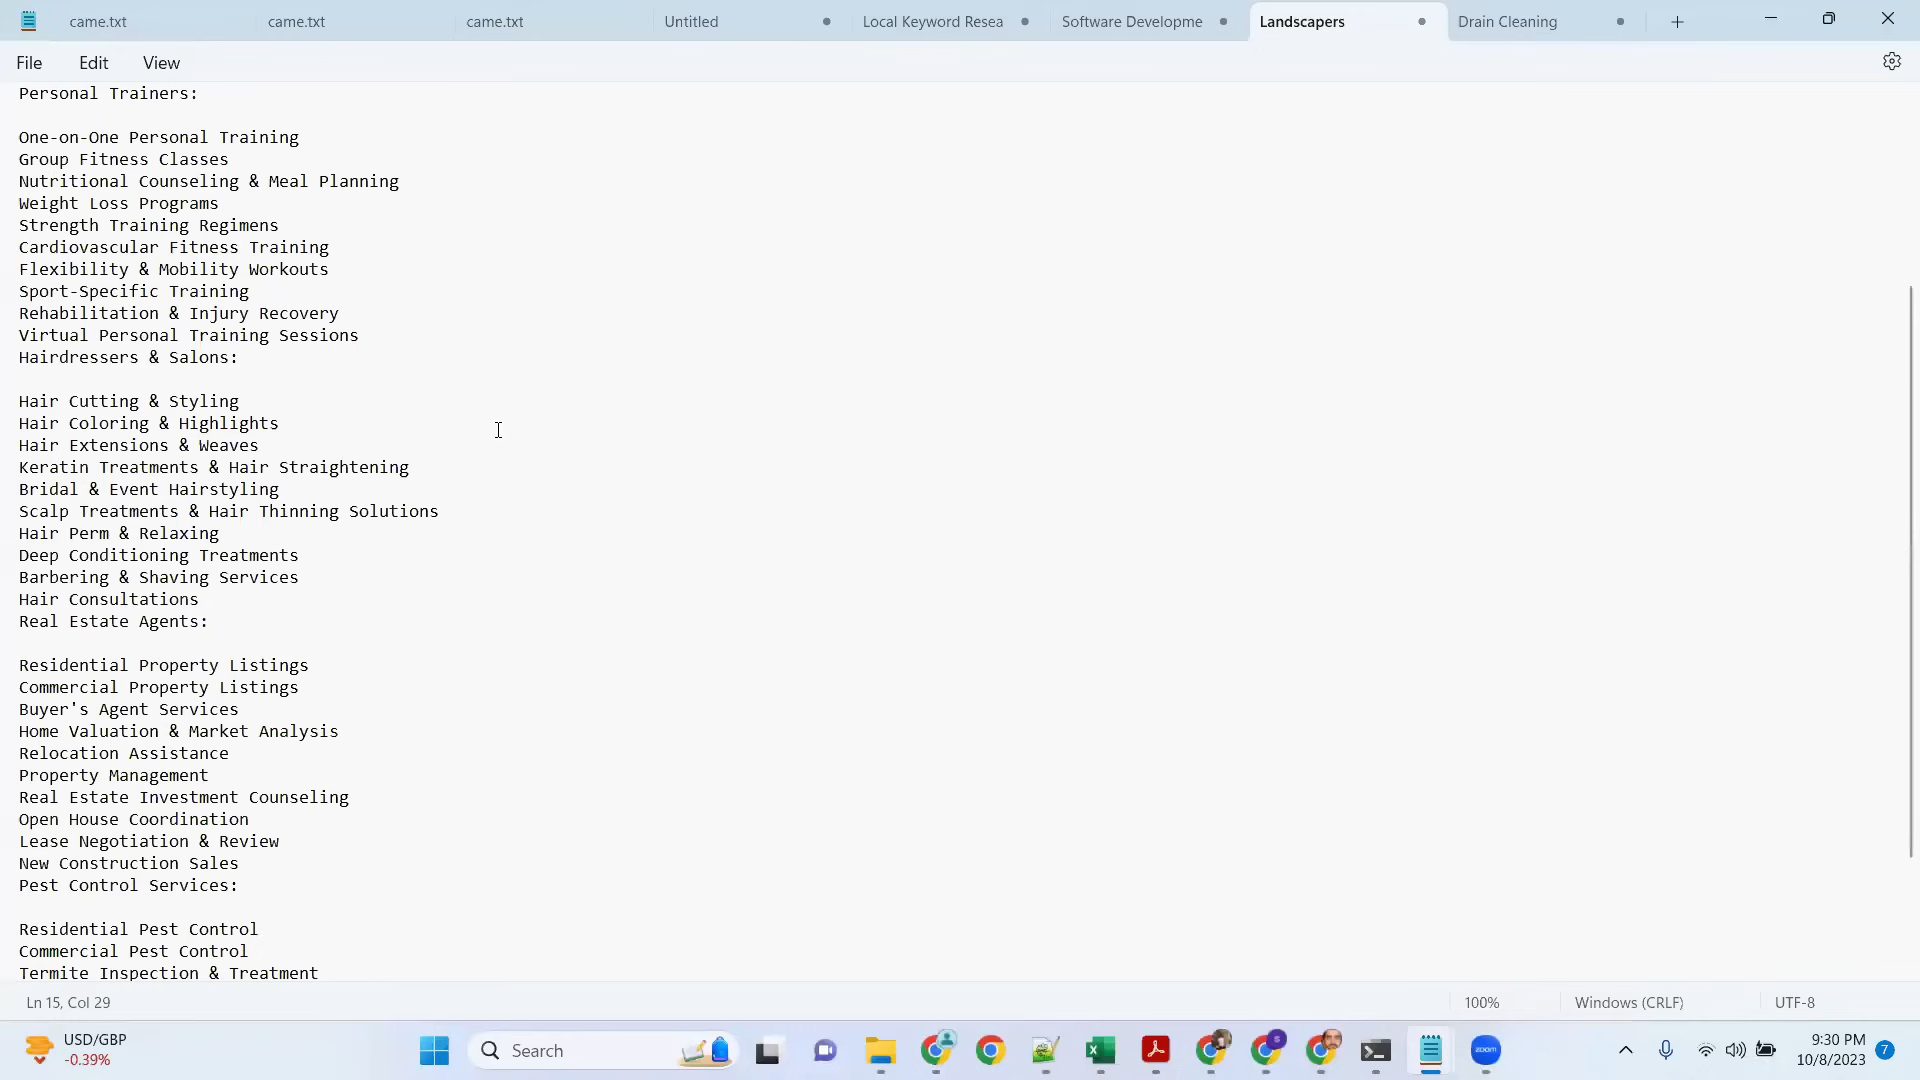 came.txt
came.txt
came.txt
Untitled
Local Keyword Resea
Software Developme
Landscapers
Drain Cleaning
File
Edit
View
Personal Trainers:
One-on-One Personal Training
Group Fitness Classes
Nutritional Counseling & Meal Planning
Weight Loss Programs
Strength Training Regimens
Cardiovascular Fitness Training
Flexibility & Mobility Workouts
Sport-Specific Training
Rehabilitation & Injury Recovery
Virtual Personal Training Sessions
Hairdressers & Salons:
Hair Cutting & Styling
Hair Coloring & Highlights
Hair Extensions & Weaves
Keratin Treatments & Hair Straightening
Bridal & Event Hairstyling
Scalp Treatments & Hair Thinning Solutions
Hair Perm & Relaxing
Deep Conditioning Treatments
Barbering & Shaving Services
Hair Consultations
Real Estate Agents:
Residential Property Listings
Commercial Property Listings
Buyer's Agent Services
Home Valuation & Market Analysis
Relocation Assistance
Property Management
Real Estate Investment Counseling
Open House Coordination
Lease Negotiation & Review
New Construction Sales
Pest Control Services:
Residential Pest Control
Commercial Pest Control
Termite Inspection & Treatment
Ln 15, Col 29
100%
Windows (CRLF)
UTF-8
USD/GBP
-0.39%
Search
zoom
9:30 PM
10/8/2023
7